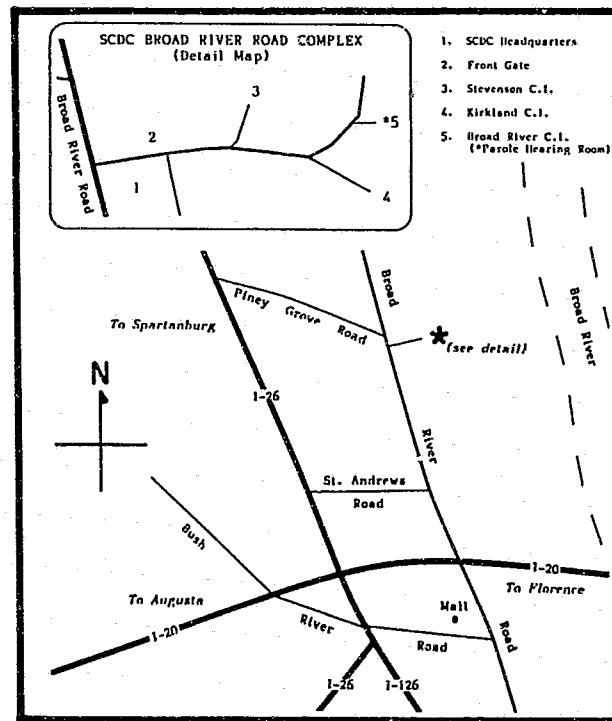 SCDC BROAD RIVER ROAD COMPLEX
(Detail Map)
Broad River Road
1
2
3
4
*5
1. SCDC Headquarters
2. Front Gate
3. Stevenson C.I.
4. Kirkland C.I.
5. Broad River C.I.
(*Parole Hearing Room)
Piney Grove Road
Broad
River
Road
To Spartanburg
*(see detail)
Broad River
N
I-26
St. Andrews
Road
Bush
River
Road
I-20
To Florence
To Augusta
I-20
Mall
I-26
I-126